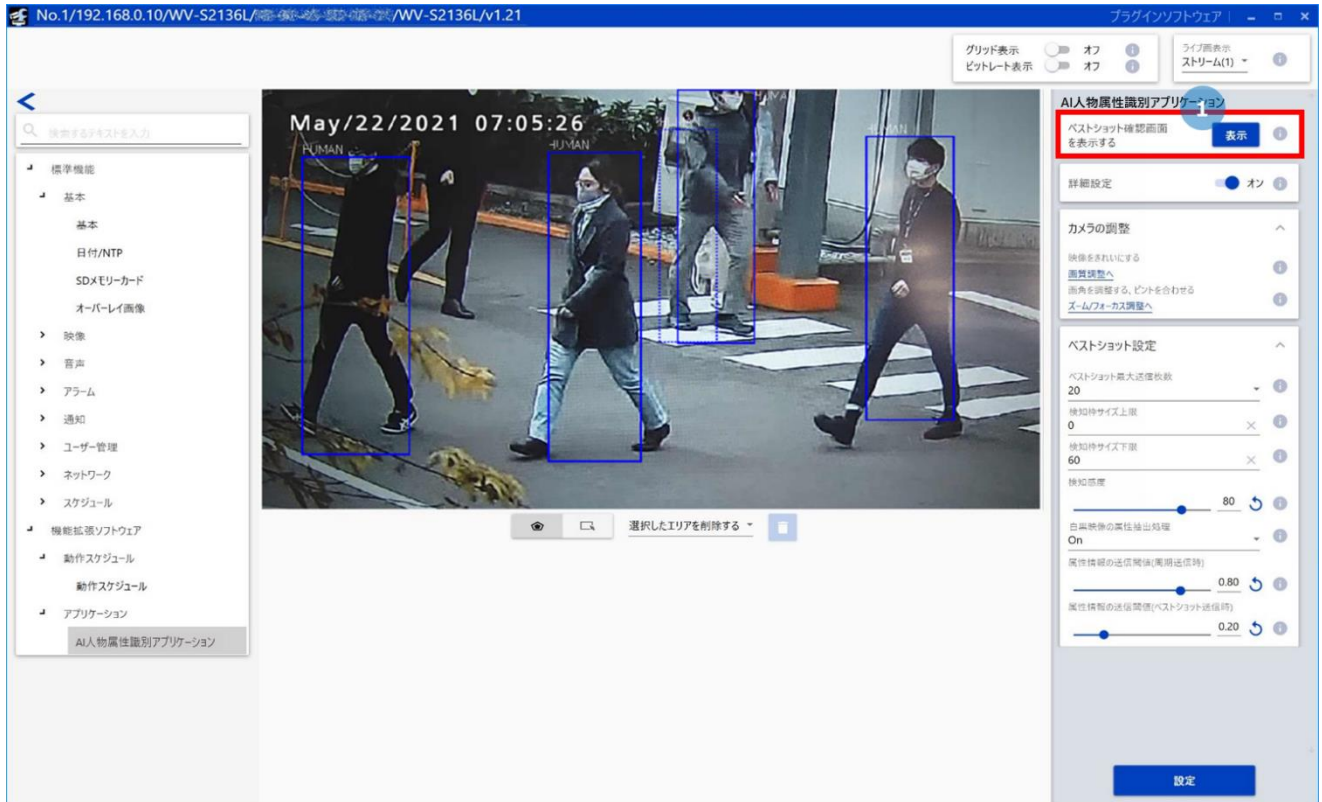 No.1/192.168.0.10/WV-S2136L/ /WV-S2136L/v1.21
プラグインソフトウェア
グリッド表示 オフ
ビットレート表示 オフ
ライブ画表示
ストリーム(1)
検索するテキストを入力
標準機能
基本
基本
日付/NTP
SDメモリーカード
オーバーレイ画像
映像
音声
アラーム
通知
ユーザー管理
ネットワーク
スケジュール
機能拡張ソフトウェア
動作スケジュール
動作スケジュール
アプリケーション
AI人物属性識別アプリケーション
May/22/2021 07:05:26
HUMAN
HUMAN
HUMAN
選択したエリアを削除する
AI人物属性識別アプリケーション
1
ベストショット確認画面
を表示する
表示
詳細設定 オン
カメラの調整
映像をきれいにする
画質調整へ
画角を調整する、ピントを合わせる
ズーム/フォーカス調整へ
ベストショット設定
ベストショット最大送信枚数
20
検知枠サイズ上限
0
検知枠サイズ下限
60
検知感度
80
白黒映像の属性抽出処理
On
属性情報の送信閾値(周期送信時)
0.80
属性情報の送信閾値(ベストショット送信時)
0.20
設定